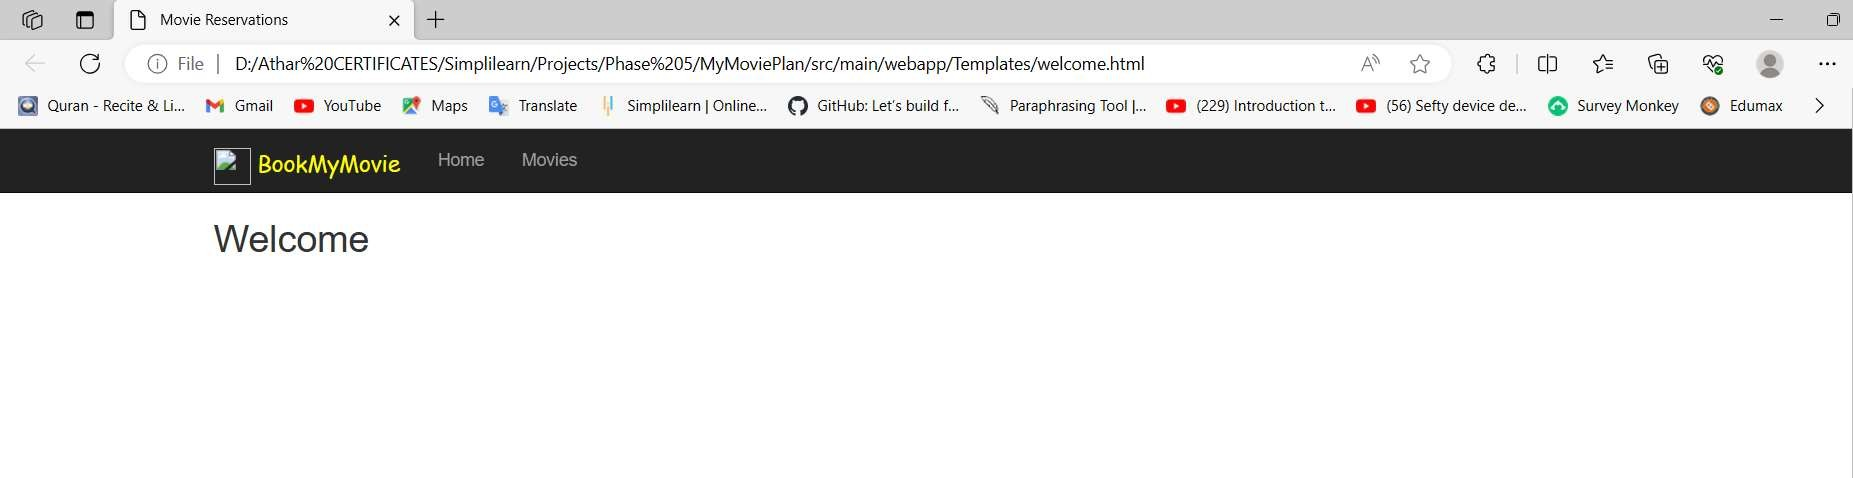 Movie Reservations
File D:/Athar%20CERTIFICATES/Simplilearn/Projects/Phase%205/MyMoviePlan/src/main/webapp/Templates/welcome.html
Quran - Recite & Li... Gmail YouTube Maps Translate Simplilearn | Online... GitHub: Let's build f... Paraphrasing Tool |... (229) Introduction t... (56) Sefty device de... Survey Monkey Edumax
BookMyMovie Home Movies
Welcome